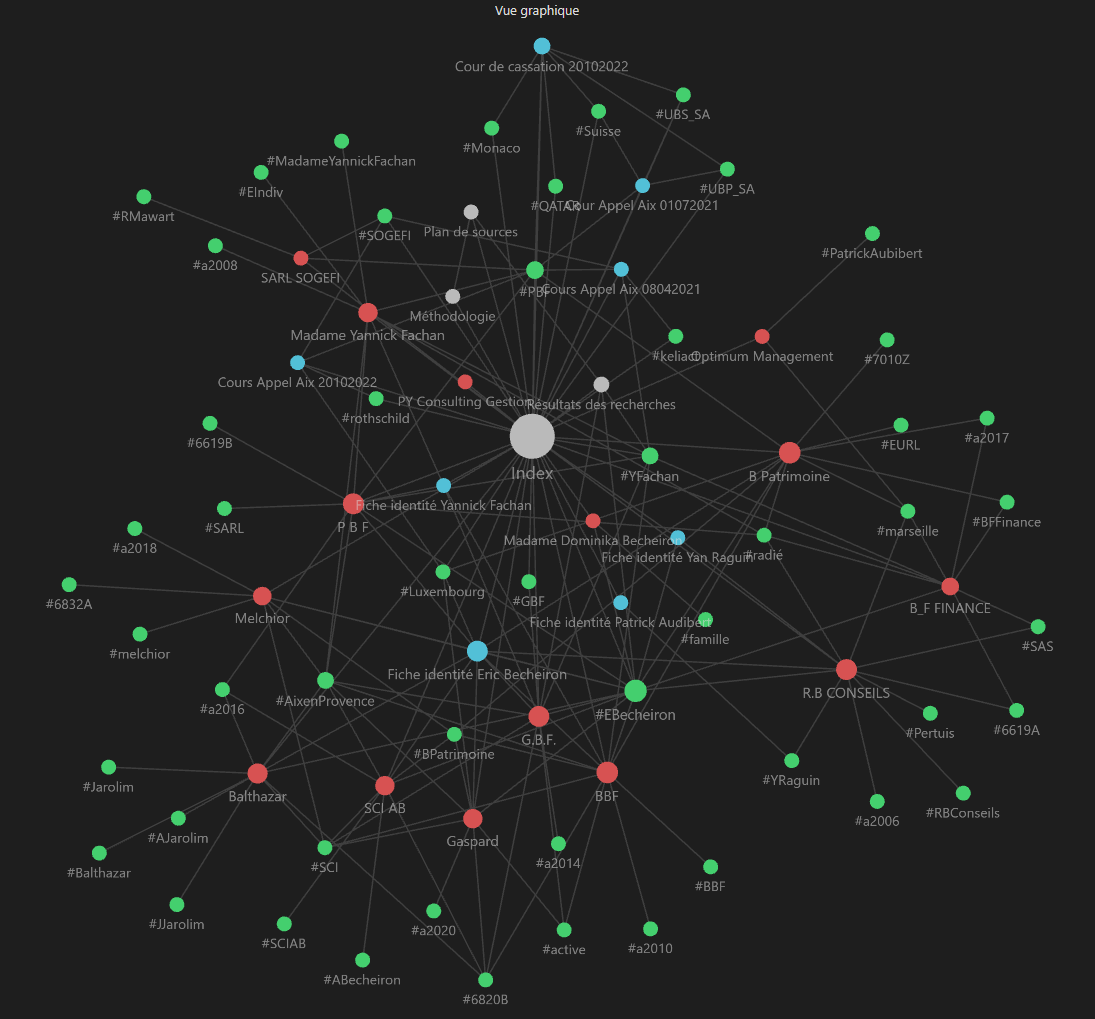 Vue graphique
Cour de cassation 20102022
#UBS_SA
#Suisse
#Monaco
#MadameYannickFachan
#EIndiv
#UBP_SA
#QATAR
Cour Appel Aix 01072021
#RMawart
#SOGEFI
Plan de sources
#PatrickAubibert
#a2008
SARL SOGEFI
#PBF
Cours Appel Aix 08042021
Méthodologie
Madame Yannick Fachan
#keliact
Optimum Management
#7010Z
Cours Appel Aix 20102022
PY Consulting Gestion
Résultats des recherches
#rothschild
#6619B
#EURL
#a2017
Index
#YFachan
B Patrimoine
Fiche identité Yannick Fachan
#SARL
P B F
#marseille
#BFFinance
#a2018
Madame Dominika Becheiron
Fiche identité Yan Raguin
#radié
#Luxembourg
#GBF
#6832A
B_F FINANCE
Melchior
Fiche identité Patrick Audibert
#famille
#melchior
#SAS
Fiche identité Eric Becheiron
R.B CONSEILS
#AixenProvence
#a2016
#EBecheiron
#Pertuis
#6619A
G.B.F.
#BPatrimoine
#YRaguin
#Jarolim
Balthazar
SCI AB
BBF
#RBConseils
#a2006
#AJarolim
Gaspard
#a2014
#SCI
#Balthazar
#BBF
#JJarolim
#SCIAB
#a2020
#active
#a2010
#ABecheiron
#6820B